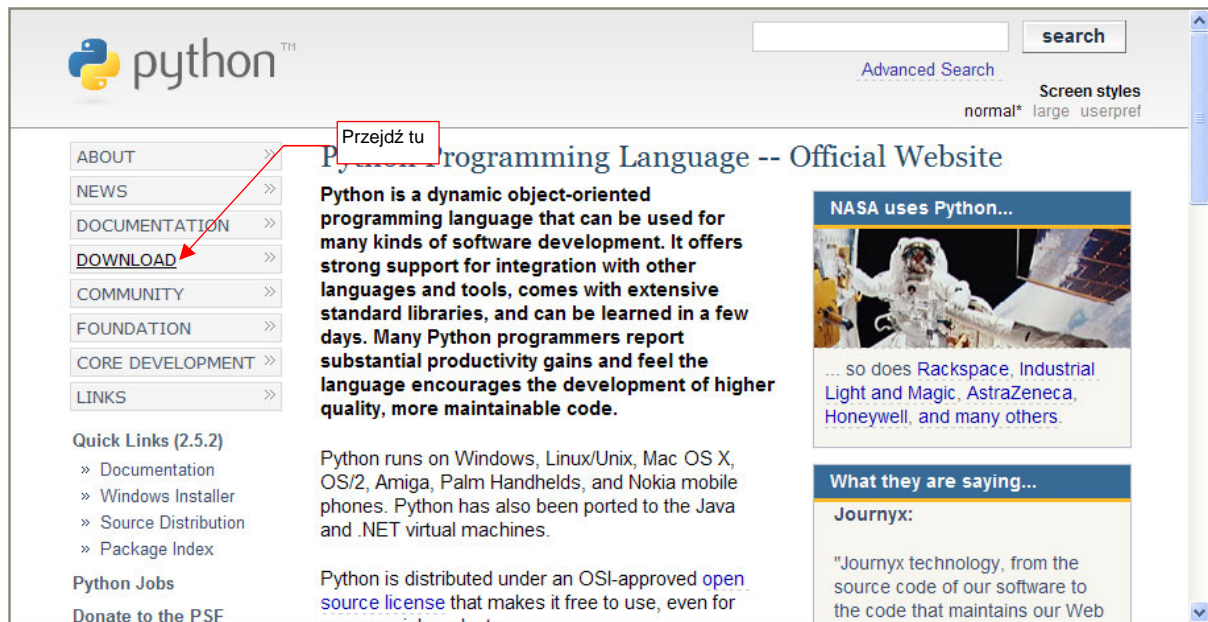 python™
search
Advanced Search
Screen styles
normal* large userpref
Przejdź tu
ABOUT »
NEWS »
DOCUMENTATION »
DOWNLOAD »
COMMUNITY »
FOUNDATION »
CORE DEVELOPMENT »
LINKS »
Quick Links (2.5.2)
» Documentation
» Windows Installer
» Source Distribution
» Package Index
Python Jobs
Donate to the PSF
Python Programming Language -- Official Website
Python is a dynamic object-oriented
programming language that can be used for
many kinds of software development. It offers
strong support for integration with other
languages and tools, comes with extensive
standard libraries, and can be learned in a few
days. Many Python programmers report
substantial productivity gains and feel the
language encourages the development of higher
quality, more maintainable code.
Python runs on Windows, Linux/Unix, Mac OS X,
OS/2, Amiga, Palm Handhelds, and Nokia mobile
phones. Python has also been ported to the Java
and .NET virtual machines.
Python is distributed under an OSI-approved open
source license that makes it free to use, even for
NASA uses Python...
... so does Rackspace, Industrial
Light and Magic, AstraZeneca,
Honeywell, and many others.
What they are saying...
Journyx:
"Journyx technology, from the
source code of our software to
the code that maintains our Web